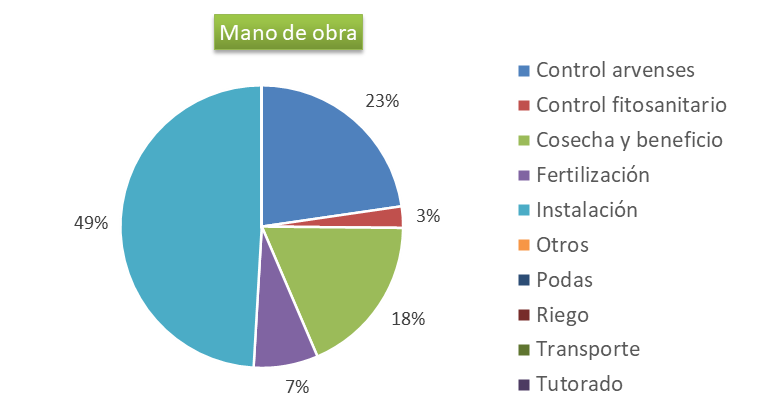 Mano de obra
23%
3%
18%
7%
49%
Control arvenses
Control fitosanitario
Cosecha y beneficio
Fertilización
Instalación
Otros
Podas
Riego
Transporte
Tutorado